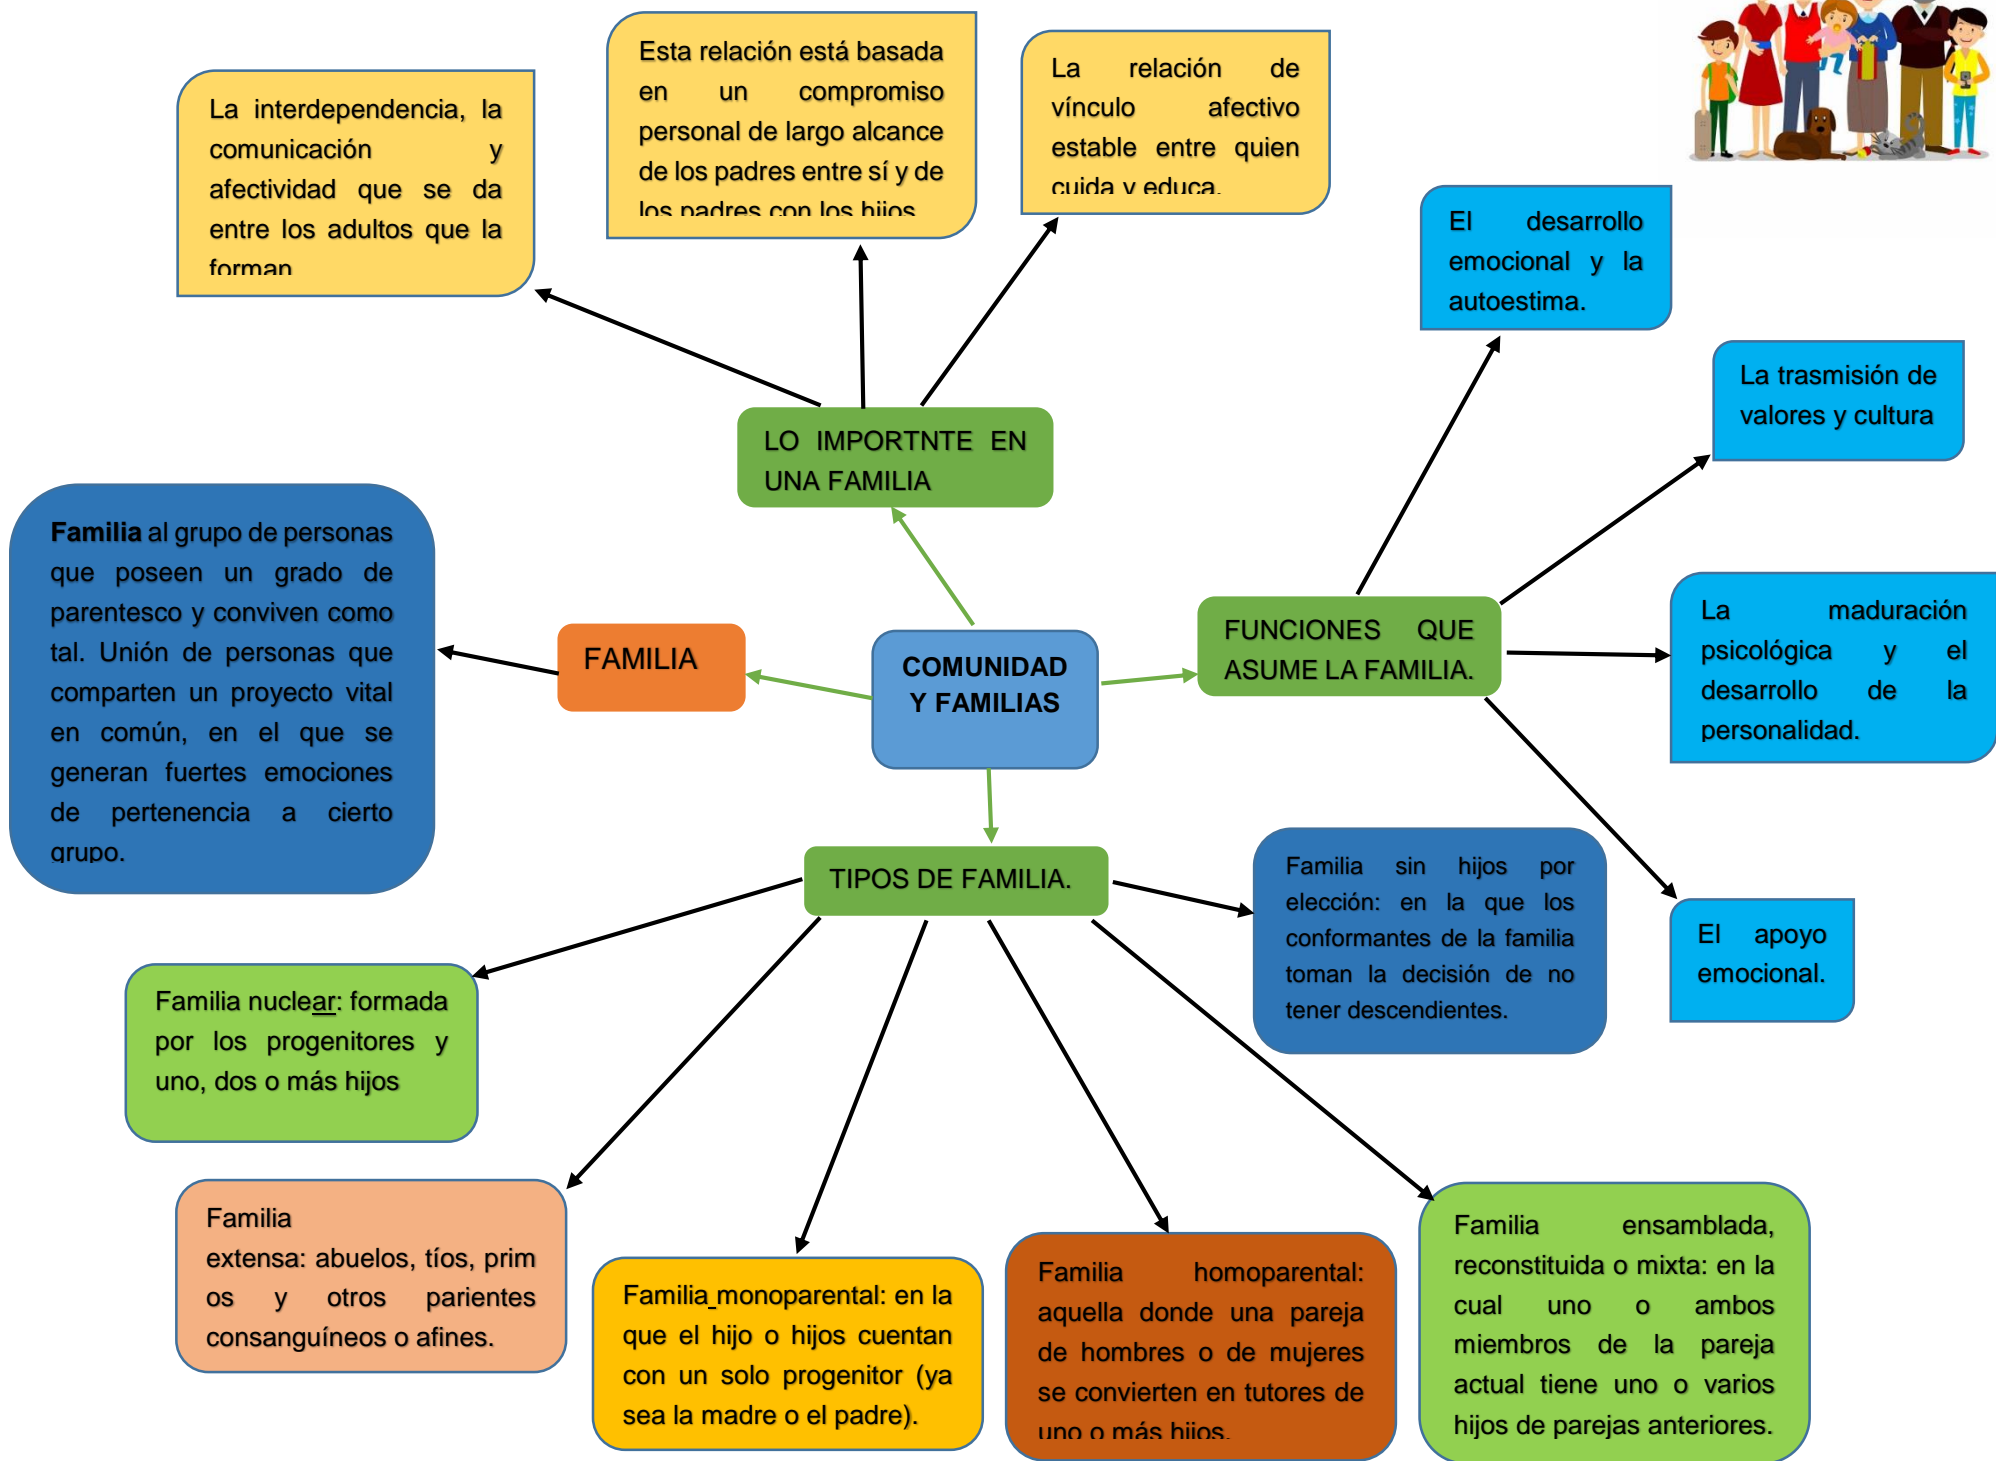 Esta relación está basada
en un compromiso
personal de largo alcance
de los padres entre sí y de
los padres con los hijos
La relación de
vínculo afectivo
estable entre quien
cuida y educa.
La interdependencia, la
comunicación y
afectividad que se da
entre los adultos que la
forman
El desarrollo
emocional y la
autoestima.
La trasmisión de
valores y cultura
LO IMPORTNTE EN
UNA FAMILIA
Familia al grupo de personas
que poseen un grado de
parentesco y conviven como
tal. Unión de personas que
comparten un proyecto vital
en común, en el que se
generan fuertes emociones
de pertenencia a cierto
grupo.
FAMILIA
COMUNIDAD
Y FAMILIAS
FUNCIONES QUE
ASUME LA FAMILIA.
La maduración
psicológica y el
desarrollo de la
personalidad.
TIPOS DE FAMILIA.
Familia sin hijos por
elección: en la que los
conformantes de la familia
toman la decisión de no
tener descendientes.
El apoyo
emocional.
Familia nuclear: formada
por los progenitores y
uno, dos o más hijos
Familia
extensa: abuelos, tíos, prim
os y otros parientes
consanguíneos o afines.
Familia monoparental: en la
que el hijo o hijos cuentan
con un solo progenitor (ya
sea la madre o el padre).
Familia homoparental:
aquella donde una pareja
de hombres o de mujeres
se convierten en tutores de
uno o más hijos.
Familia ensamblada,
reconstituida o mixta: en la
cual uno o ambos
miembros de la pareja
actual tiene uno o varios
hijos de parejas anteriores.